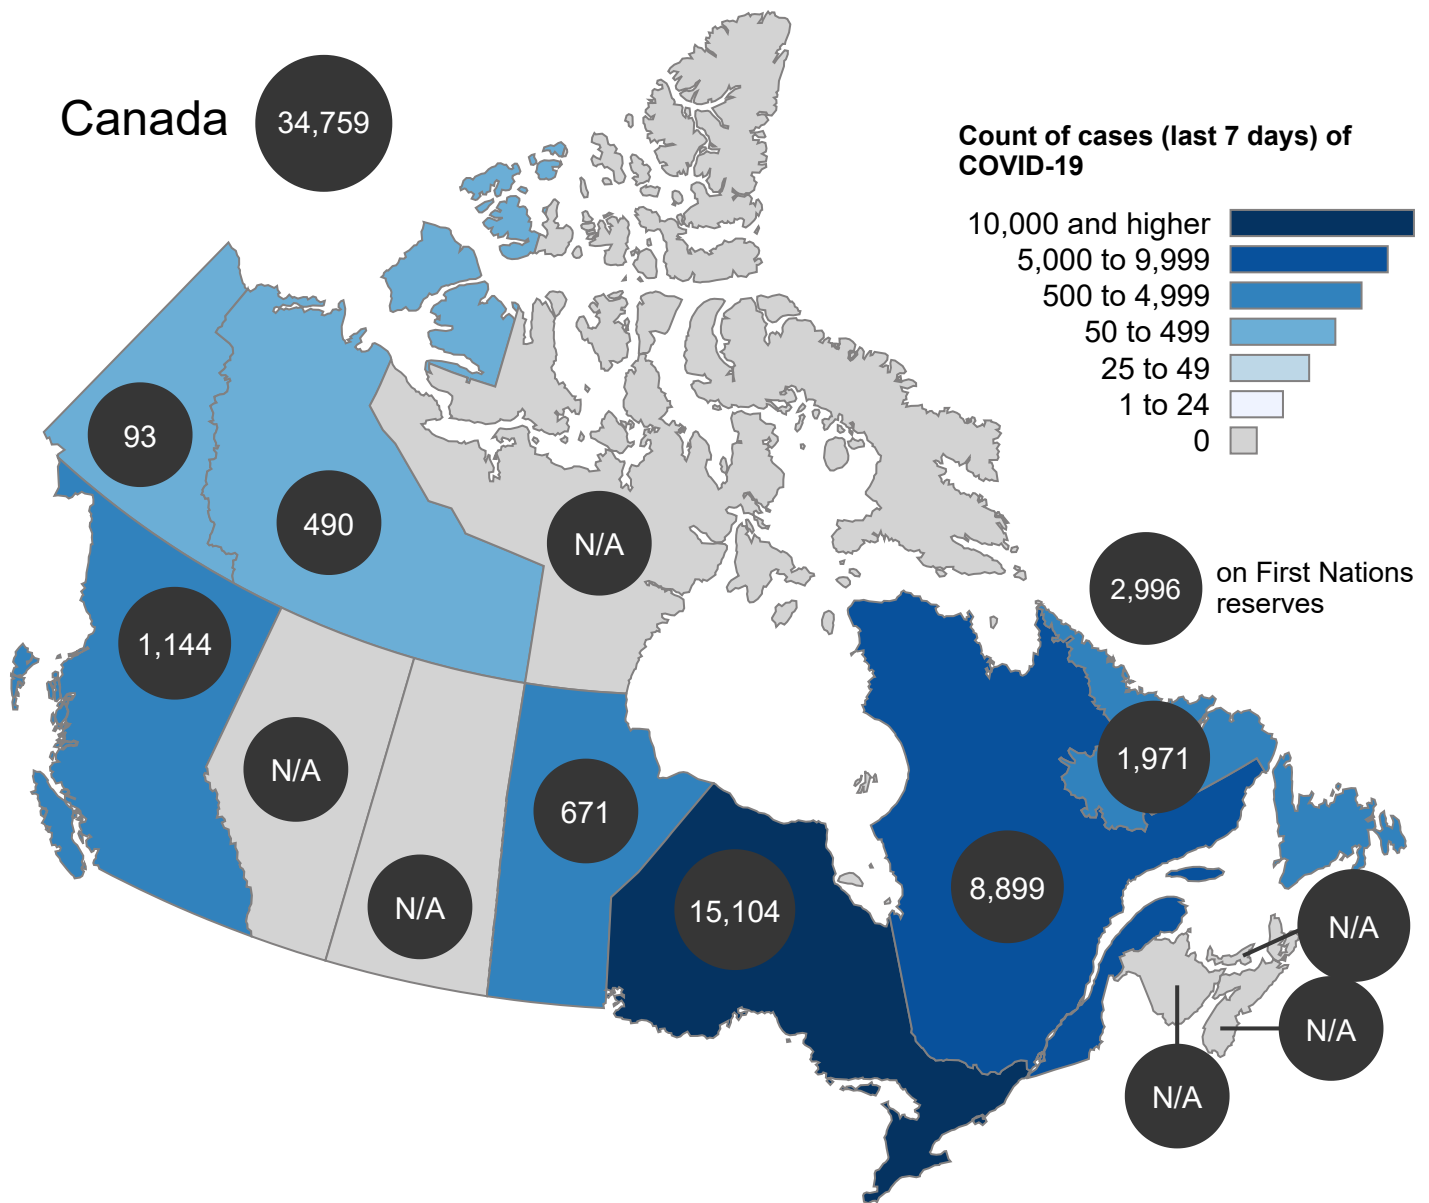 Canada
34,759
Count of cases (last 7 days) of
COVID-19
10,000 and higher
5,000 to 9,999
500 to 4,999
50 to 499
25 to 49
1 to 24
0
93
490
N/A
2,996
on First Nations
reserves
1,144
N/A
671
1,971
N/A
15,104
8,899
N/A
N/A
N/A